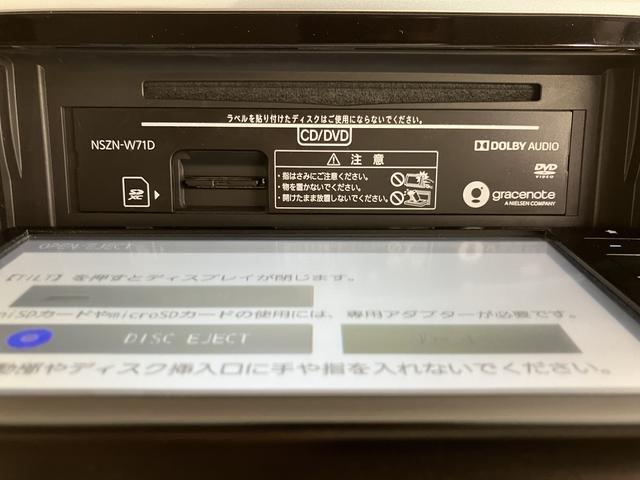 ラベルを貼り付けたディスクはご使用にならないでください。
CD/DVD
NSZN-W71D
DOLBY AUDIO
注意
・指はさみにご注意ください。
・物を置かないでください。
・開けたまま放置しないでください。
DVD
VIDEO
SD
XC
gracenote
A NIELSEN COMPANY
OPEN・EJECT
【TILT】を押すとディスプレイが閉じます。
niSDカードやmicroSDカードの使用には、専用アダプターが必要です。
DISC EJECT
動部やディスク挿入口に手や指を入れないでください。